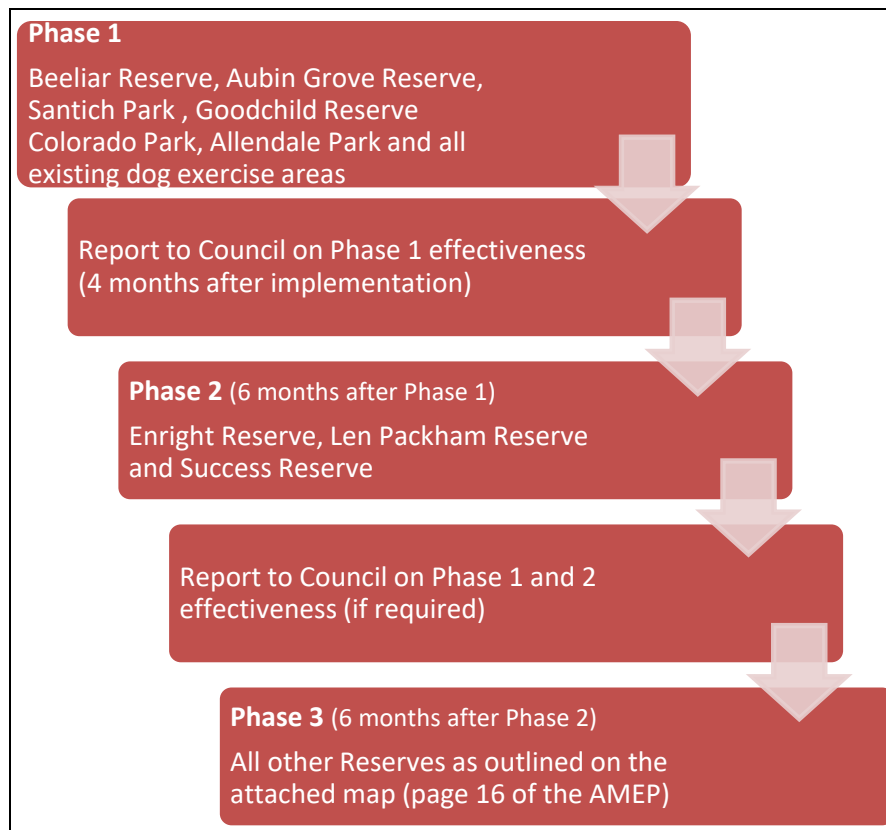 Phase 1
Beeliar Reserve, Aubin Grove Reserve,
Santich Park , Goodchild Reserve
Colorado Park, Allendale Park and all
existing dog exercise areas
Report to Council on Phase 1 effectiveness
(4 months after implementation)
Phase 2 (6 months after Phase 1)
Enright Reserve, Len Packham Reserve
and Success Reserve
Report to Council on Phase 1 and 2
effectiveness (if required)
Phase 3 (6 months after Phase 2)
All other Reserves as outlined on the
attached map (page 16 of the AMEP)